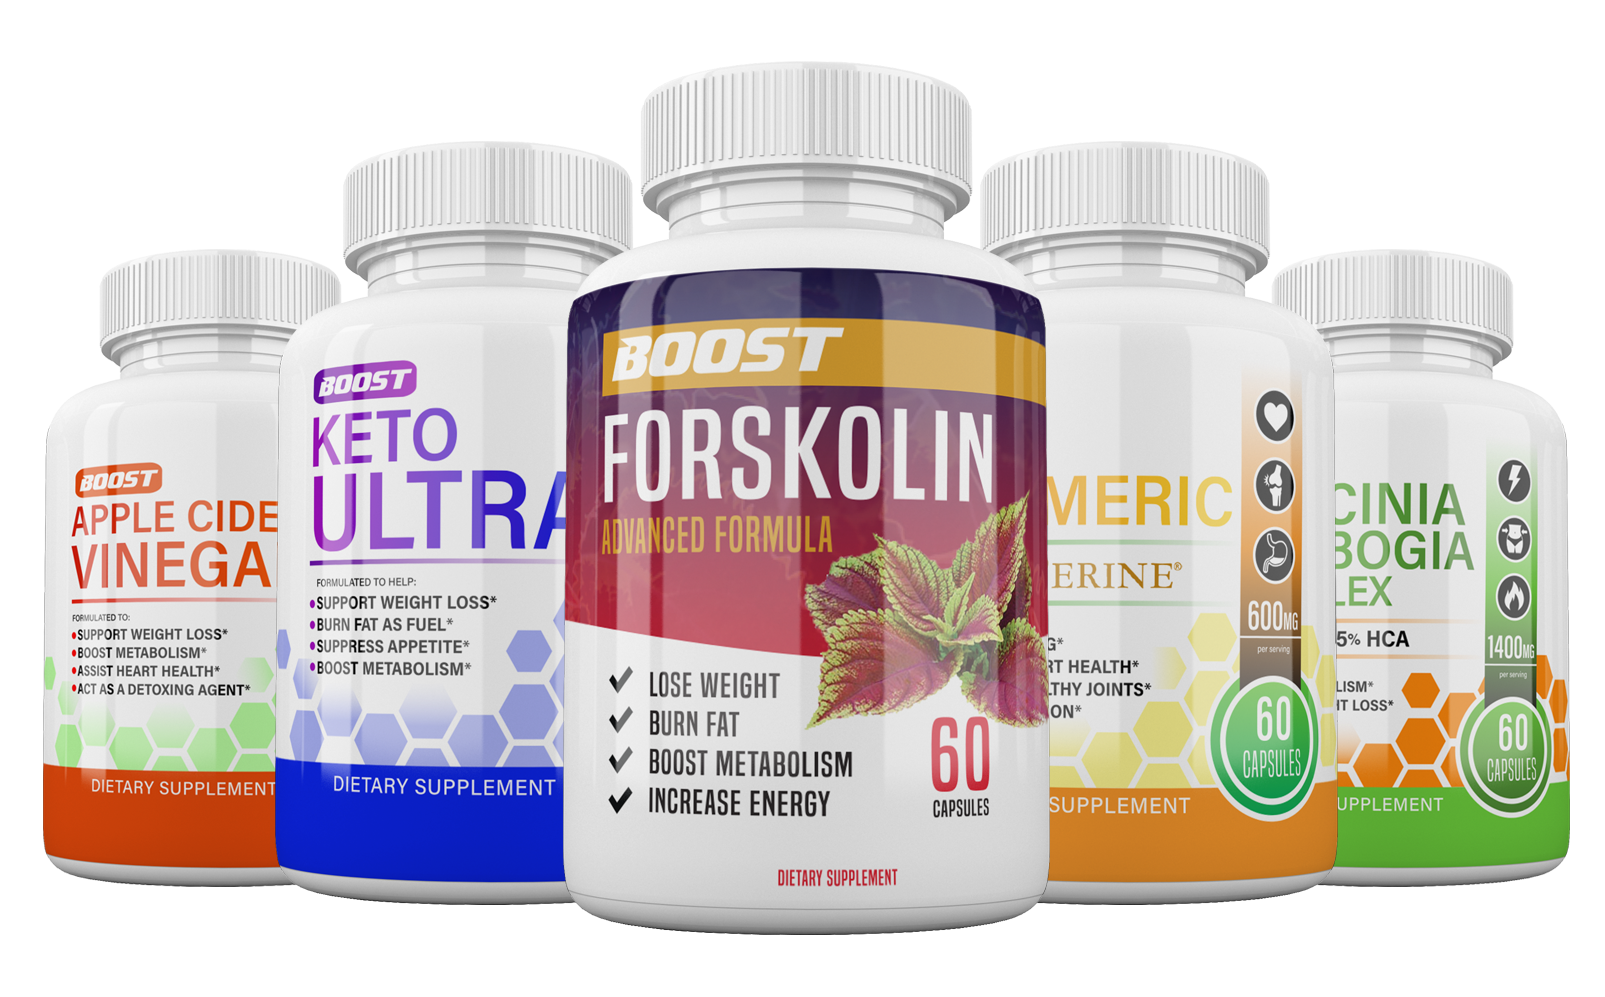 BOOST
APPLE CIDE
VINEGA
FORMULATED TO:
SUPPORT WEIGHT LOSS*
BOOST METABOLISM*
ASSIST HEART HEALTH*
ACT AS A DETOXING AGENT*
DIETARY SUPPLEMENT
BOOST
KETO
ULTRA
FORMULATED TO HELP:
SUPPORT WEIGHT LOSS*
BURN FAT AS FUEL*
SUPPRESS APPETITE*
BOOST METABOLISM*
DIETARY SUPPLEMENT
BOOST
FORSKOLIN
ADVANCED FORMULA
LOSE WEIGHT
BURN FAT
BOOST METABOLISM
INCREASE ENERGY
60
CAPSULES
DIETARY SUPPLEMENT
MERIC
ERINE®
600MG
per serving
G*
RT HEALTH*
LTHY JOINTS*
ON*
60
CAPSULES
SUPPLEMENT
CINIA
BOGIA
LEX
5% HCA
1400MG
per serving
LISM*
HT LOSS*
60
CAPSULES
UPPLEMENT